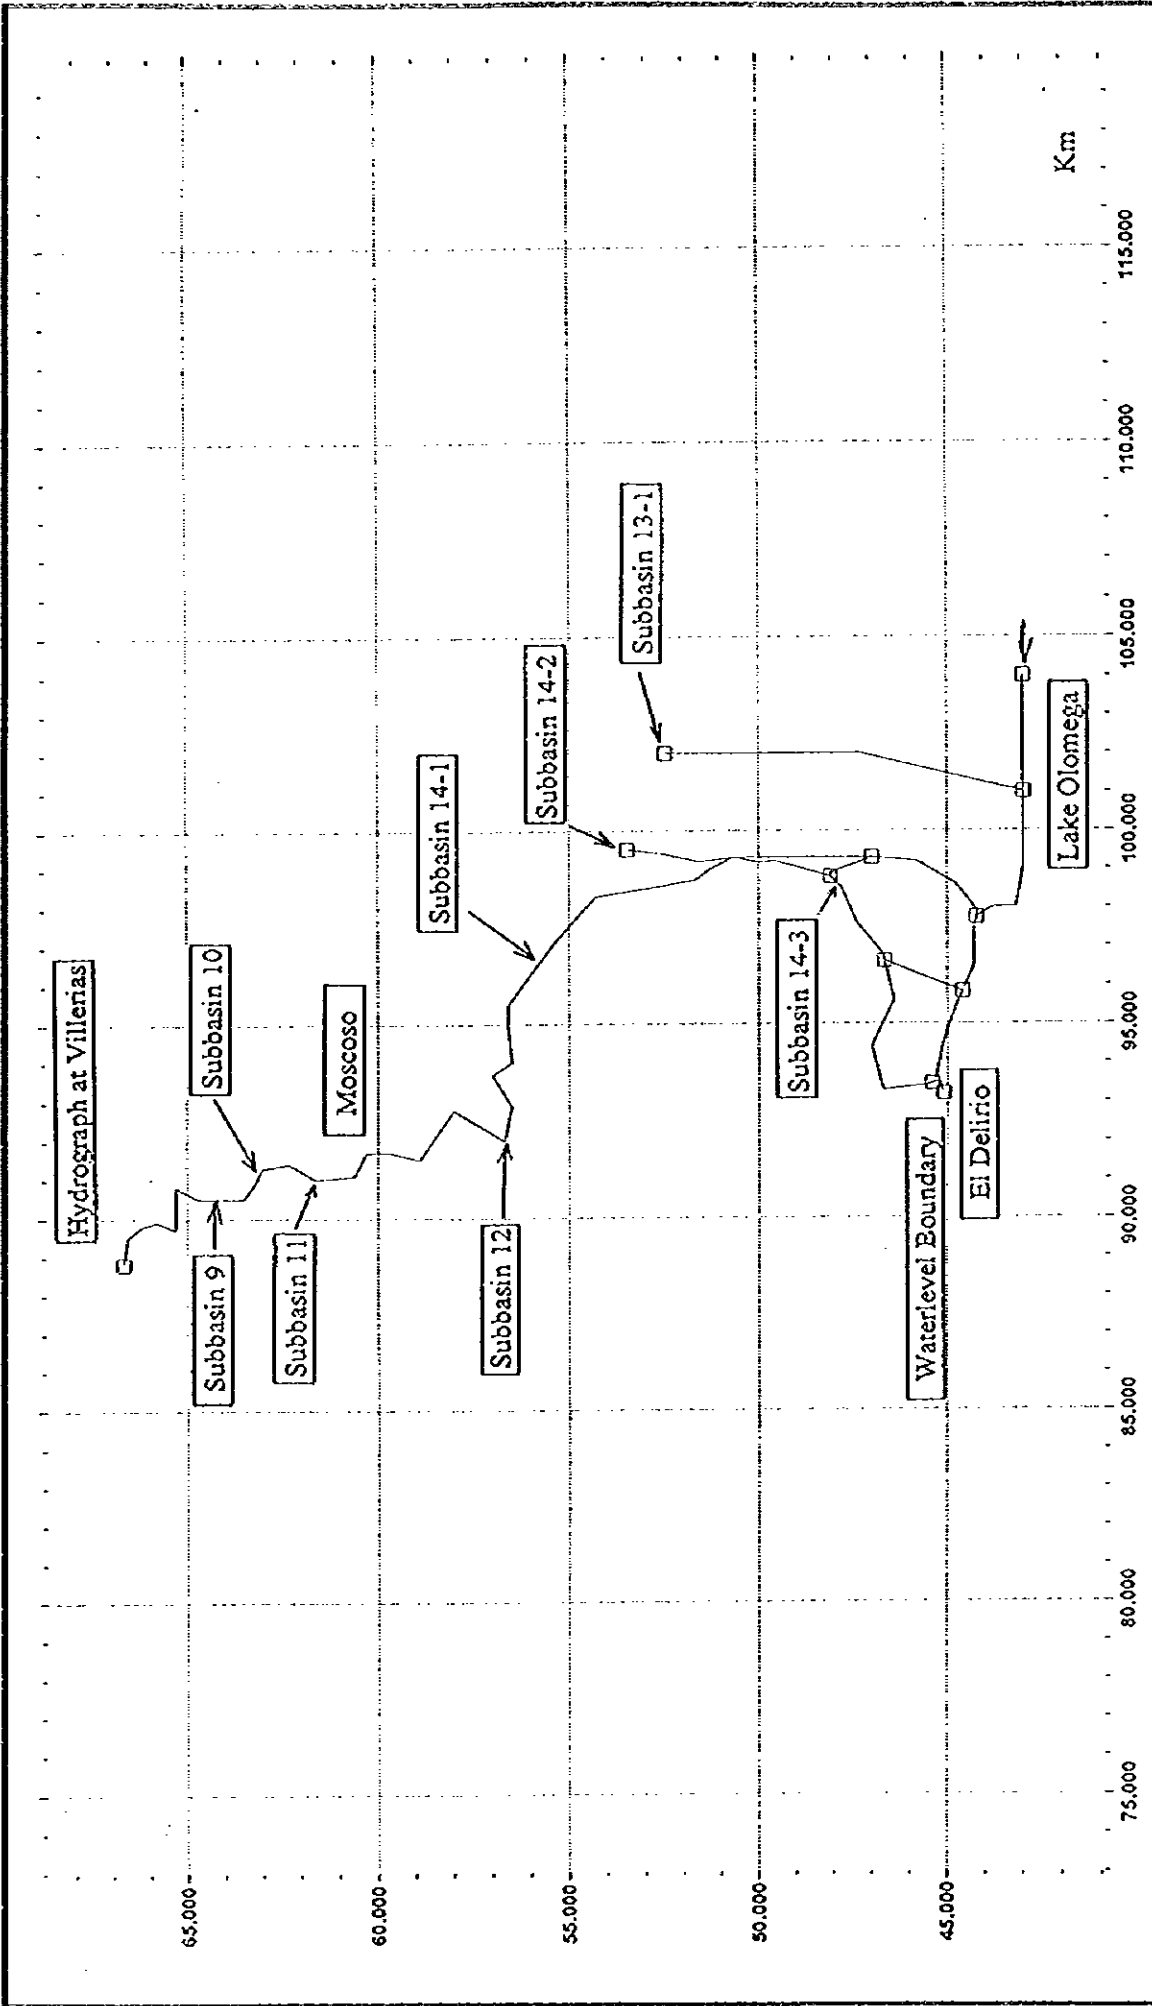 Hydrograph at Villerias
65.000
Subbasin 10
Subbasin 9
Subbasin 11
Moscoso
60.000
Subbasin 14-1
Subbasin 14-2
Subbasin 12
55.000
Subbasin 13-1
50.000
Subbasin 14-3
Waterlevel Boundary
El Delirio
45.000
Lake Olomega
Km
75.000
80.000
85.000
90.000
95.000
100.000
105.000
110.000
115.000